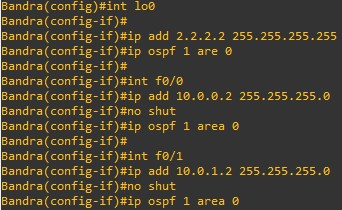 Bandra(config)#int lo0
Bandra(config-if)#
Bandra(config-if)#ip add 2.2.2.2 255.255.255.255
Bandra(config-if)#ip ospf 1 are 0
Bandra(config-if)#
Bandra(config-if)#int f0/0
Bandra(config-if)#ip add 10.0.0.2 255.255.255.0
Bandra(config-if)#no shut
Bandra(config-if)#ip ospf 1 area 0
Bandra(config-if)#
Bandra(config-if)#int f0/1
Bandra(config-if)#ip add 10.0.1.2 255.255.255.0
Bandra(config-if)#no shut
Bandra(config-if)#ip ospf 1 area 0